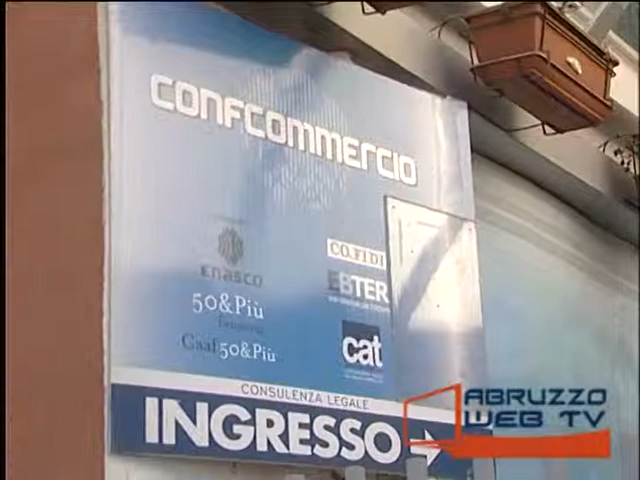 CONFCOMMERCIO
ENASCO
CO.FIDI
EBTER
50&Più
Caaf 50&Più
cat
CONSULENZA LEGALE
INGRESSO
ABRUZZO
WEB TV